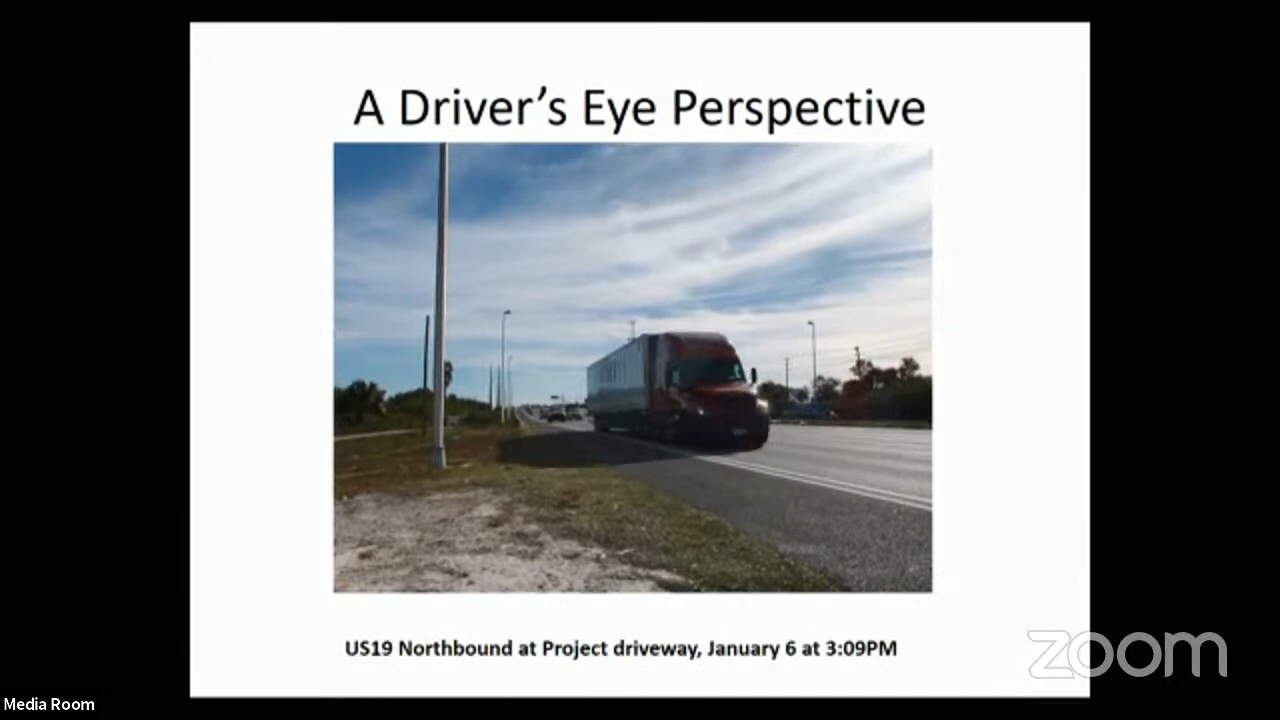 A Driver's Eye Perspective
US19 Northbound at Project driveway, January 6 at 3:09PM
zoom
Media Room